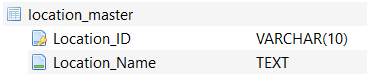 location_master
Location_ID VARCHAR(10)
Location_Name TEXT